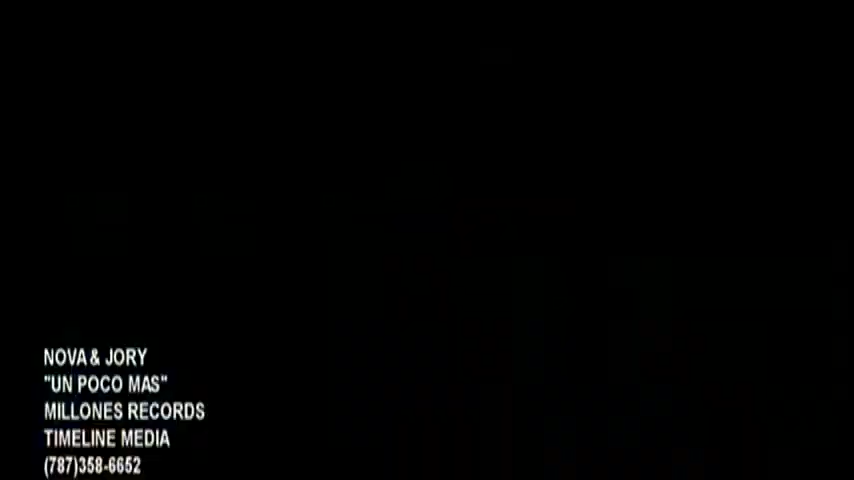 NOVA & JORY
"UN POCO MAS"
MILLONES RECORDS
TIMELINE MEDIA
(787)358-6652